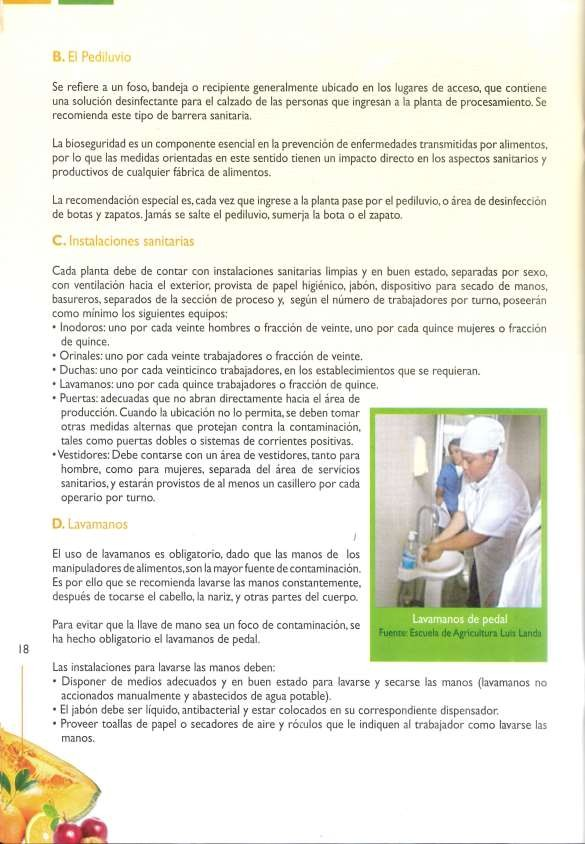 B. El Pediluvio
Se refiere a un foso, bandeja o recipiente generalmente ubicado en los lugares de acceso, que contiene
una solución desinfectante para el calzado de las personas que ingresan a la planta de procesamiento. Se
recomienda este tipo de barrera sanitaria.
La bioseguridad es un componente esencial en la prevención de enfermedades transmitidas por alimentos,
por lo que las medidas orientadas en este sentido tienen un impacto directo en los aspectos sanitarios y
productivos de cualquier fábrica de alimentos.
La recomendación especial es, cada vez que ingrese a la planta pase por el pediluvio, o área de desinfección
de botas y zapatos. Jamás se salte el pediluvio, sumerja la bota o el zapato.
C. Instalaciones sanitarias
Cada planta debe de contar con instalaciones sanitarias limpias y en buen estado, separadas por sexo,
con ventilación hacia el exterior, provista de papel higiénico, jabón, dispositivo para secado de manos,
basureros, separados de la sección de proceso y, según el número de trabajadores por turno, poseerán
como mínimo los siguientes equipos:
• Inodoros: uno por cada veinte hombres o fracción de veinte, uno por cada quince mujeres o fracción
de quince.
• Orinales: uno por cada veinte trabajadores o fracción de veinte.
• Duchas: uno por cada veinticinco trabajadores, en los establecimientos que se requieran.
• Lavamanos: uno por cada quince trabajadores o fracción de quince.
• Puertas: adecuadas que no abran directamente hacia el área de
producción. Cuando la ubicación no lo permita, se deben tomar
otras medidas alternas que protejan contra la contaminación,
tales como puertas dobles o sistemas de corrientes positivas.
• Vestidores: Debe contarse con un área de vestidores, tanto para
hombre, como para mujeres, separada del área de servicios
sanitarios, y estarán provistos de al menos un casillero por cada
operario por turno.
D. Lavamanos
El uso de lavamanos es obligatorio, dado que las manos de los
manipuladores de alimentos, son la mayor fuente de contaminación.
Es por ello que se recomienda lavarse las manos constantemente,
después de tocarse el cabello, la nariz, y otras partes del cuerpo.
Para evitar que la llave de mano sea un foco de contaminación, se
ha hecho obligatorio el lavamanos de pedal.
Lavamanos de pedal
Fuente: Escuela de Agricultura Luis Landa
18
Las instalaciones para lavarse las manos deben:
• Disponer de medios adecuados y en buen estado para lavarse y secarse las manos (lavamanos no
accionados manualmente y abastecidos de agua potable).
• El jabón debe ser líquido, antibacterial y estar colocados en su correspondiente dispensador.
• Proveer toallas de papel o secadores de aire y rótulos que le indiquen al trabajador como lavarse las
manos.